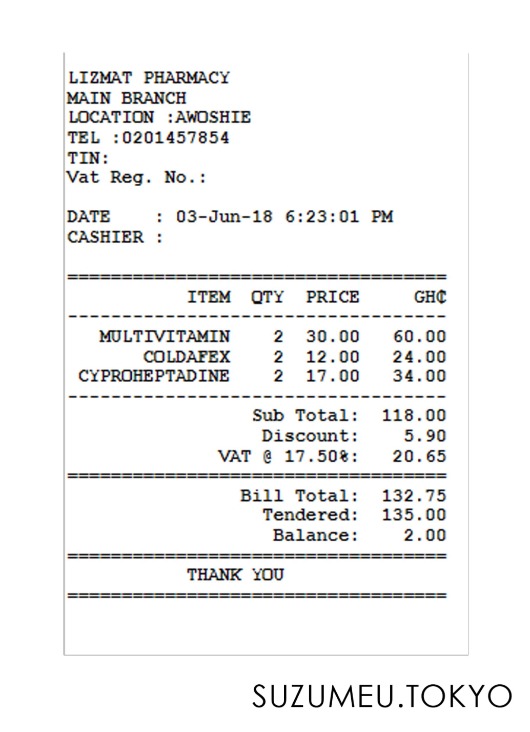 LIZMAT PHARMACY
MAIN BRANCH
LOCATION :AWOSHIE
TEL :0201457854
TIN:
Vat Reg. No.:
DATE : 03-Jun-18 6:23:01 PM
CASHIER :
ITEM QTY PRICE GH₵
MULTIVITAMIN 2 30.00 60.00
COLDAFEX 2 12.00 24.00
CYPROHEPTADINE 2 17.00 34.00
Sub Total: 118.00
Discount: 5.90
VAT @ 17.50%: 20.65
Bill Total: 132.75
Tendered: 135.00
Balance: 2.00
THANK YOU
SUZUMEU.TOKYO